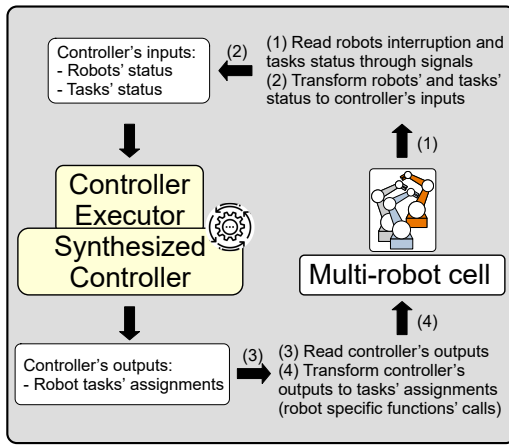 Controller's inputs:
- Robots' status
- Tasks' status
(2)
(1) Read robots interruption and
tasks status through signals
(2) Transform robots' and tasks'
status to controller's inputs
(1)
Controller
Executor
Synthesized
Controller
Multi-robot cell
(4)
Controller's outputs:
- Robot tasks' assignments
(3)
(3) Read controller's outputs
(4) Transform controller's
outputs to tasks' assignments
(robot specific functions' calls)